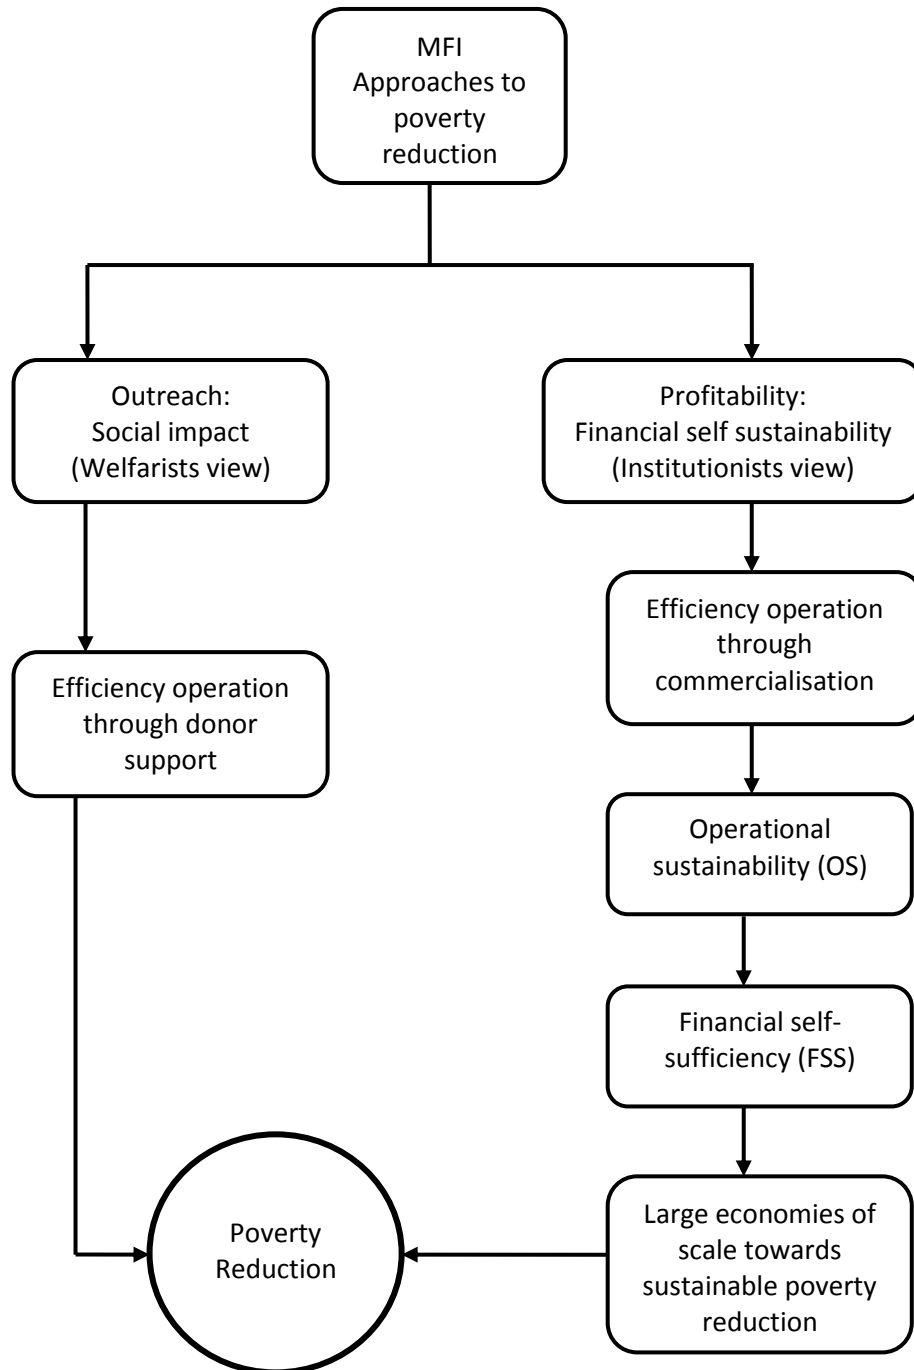 MFI
Approaches to
poverty
reduction
Outreach:
Social impact
(Welfarists view)
Profitability:
Financial self sustainability
(Institutionists view)
Efficiency operation
through donor
support
Efficiency operation
through
commercialisation
Operational
sustainability (OS)
Financial self-
sufficiency (FSS)
Large economies of
scale towards
sustainable poverty
reduction
Poverty
Reduction